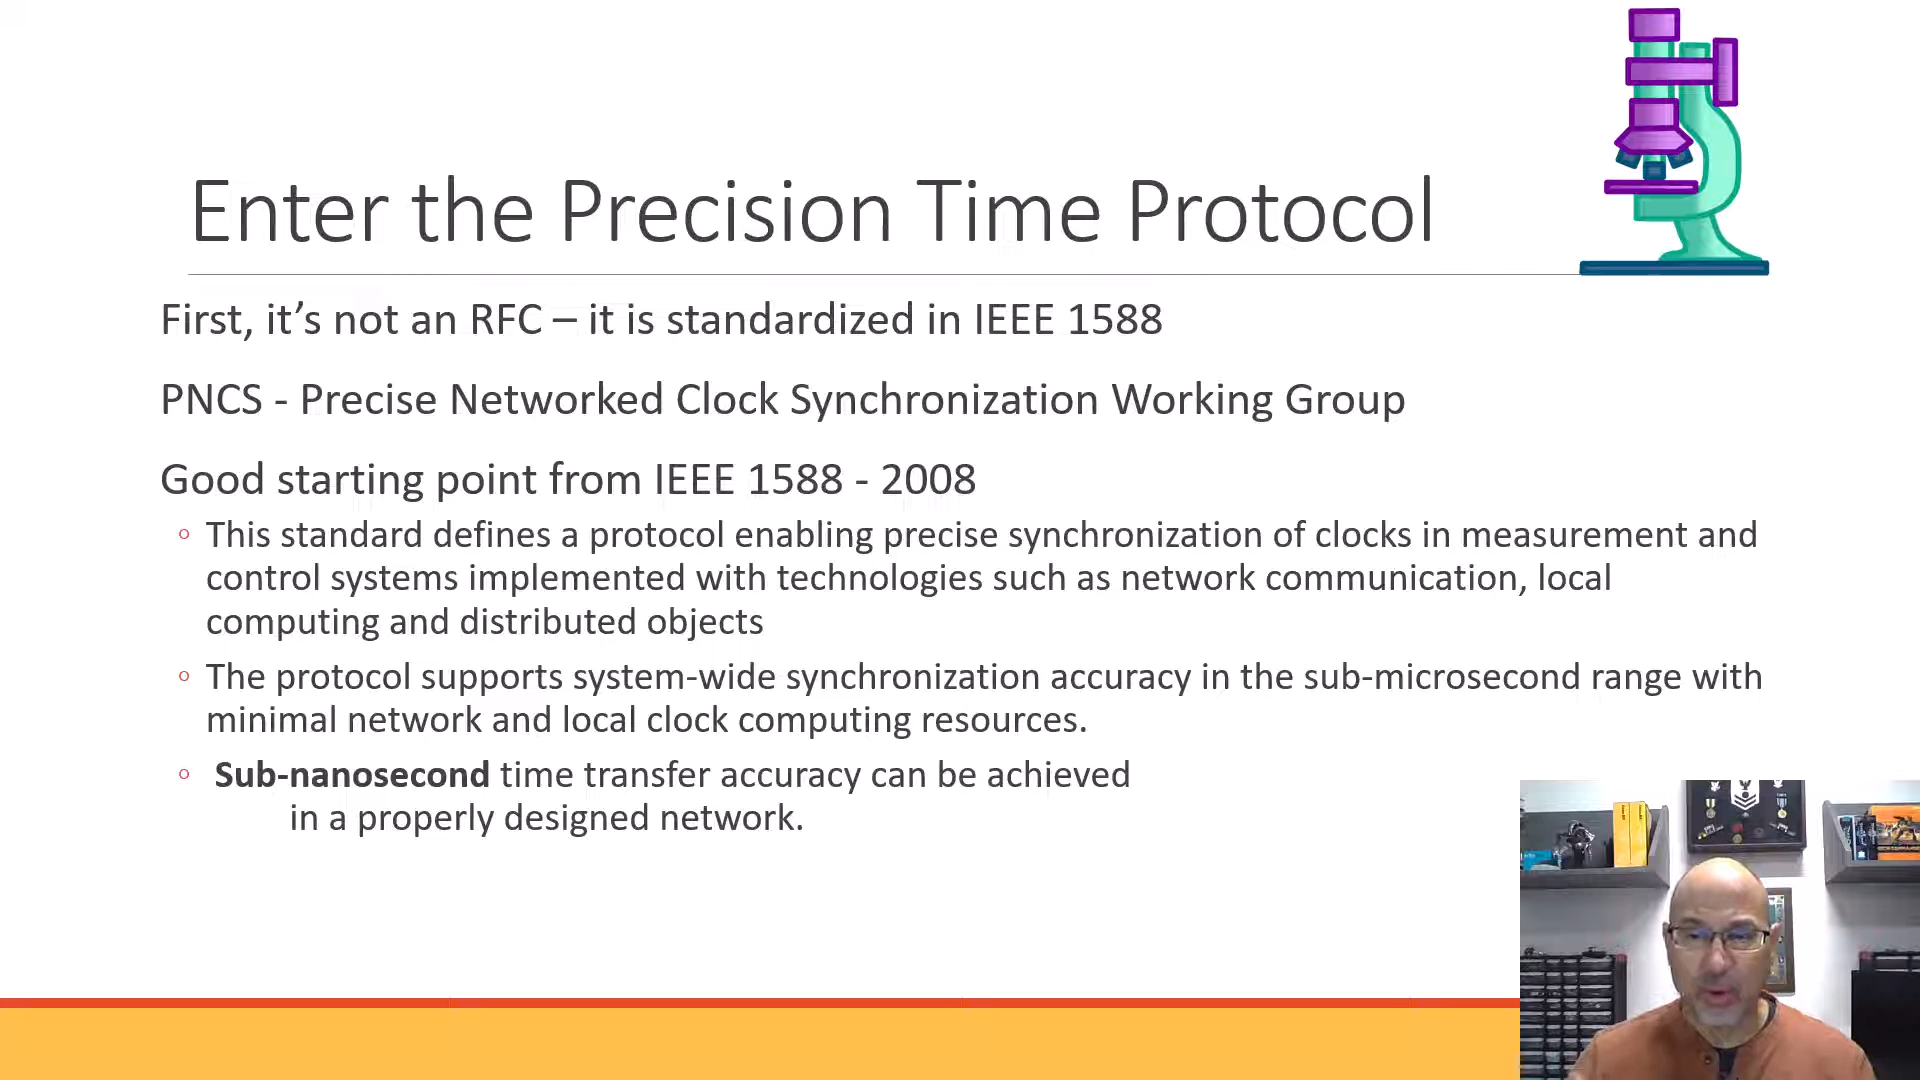 Enter the Precision Time Protocol
First, it’s not an RFC – it is standardized in IEEE 1588
PNCS - Precise Networked Clock Synchronization Working Group
Good starting point from IEEE 1588 - 2008
◦ This standard defines a protocol enabling precise synchronization of clocks in measurement and
control systems implemented with technologies such as network communication, local
computing and distributed objects
◦ The protocol supports system-wide synchronization accuracy in the sub-microsecond range with
minimal network and local clock computing resources.
◦ Sub-nanosecond time transfer accuracy can be achieved
in a properly designed network.